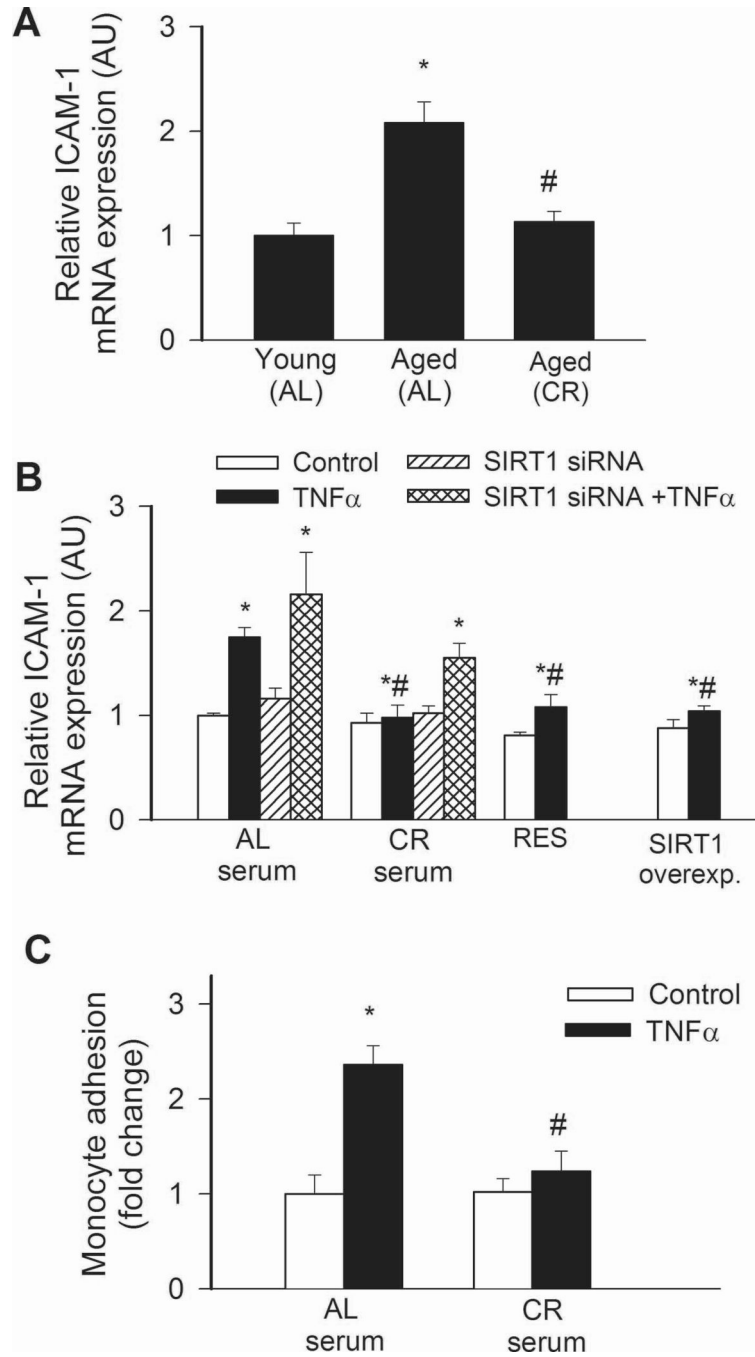 A
Relative ICAM-1
mRNA expression (AU)
3
2
1
0
*
#
Young
(AL)
Aged
(AL)
Aged
(CR)
B
Control
TNFα
SIRT1 siRNA
SIRT1 siRNA +TNFα
Relative ICAM-1
mRNA expression (AU)
3
2
1
0
*
*
*#
*
*#
*#
AL
serum
CR
serum
RES
SIRT1
overexp.
C
Control
TNFα
Monocyte adhesion
(fold change)
3
2
1
0
*
#
AL
serum
CR
serum